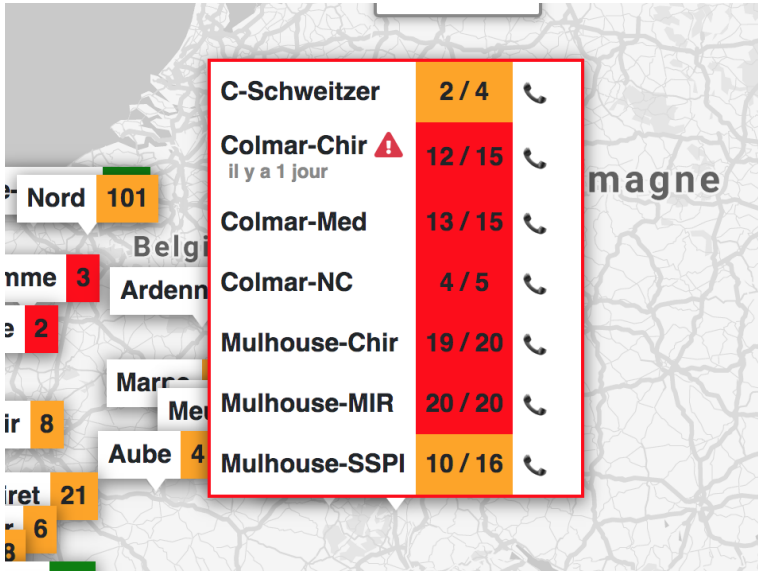 C-Schweitzer 2 / 4
Colmar-Chir 12 / 15
il y a 1 jour
Colmar-Med 13 / 15
Colmar-NC 4 / 5
Mulhouse-Chir 19 / 20
Mulhouse-MIR 20 / 20
Mulhouse-SSPI 10 / 16
magne
Nord 101
Belgi
mme 3
Ardenn
e 2
Marne
Meu
ir 8
Aube 4
iret 21
r 6
8